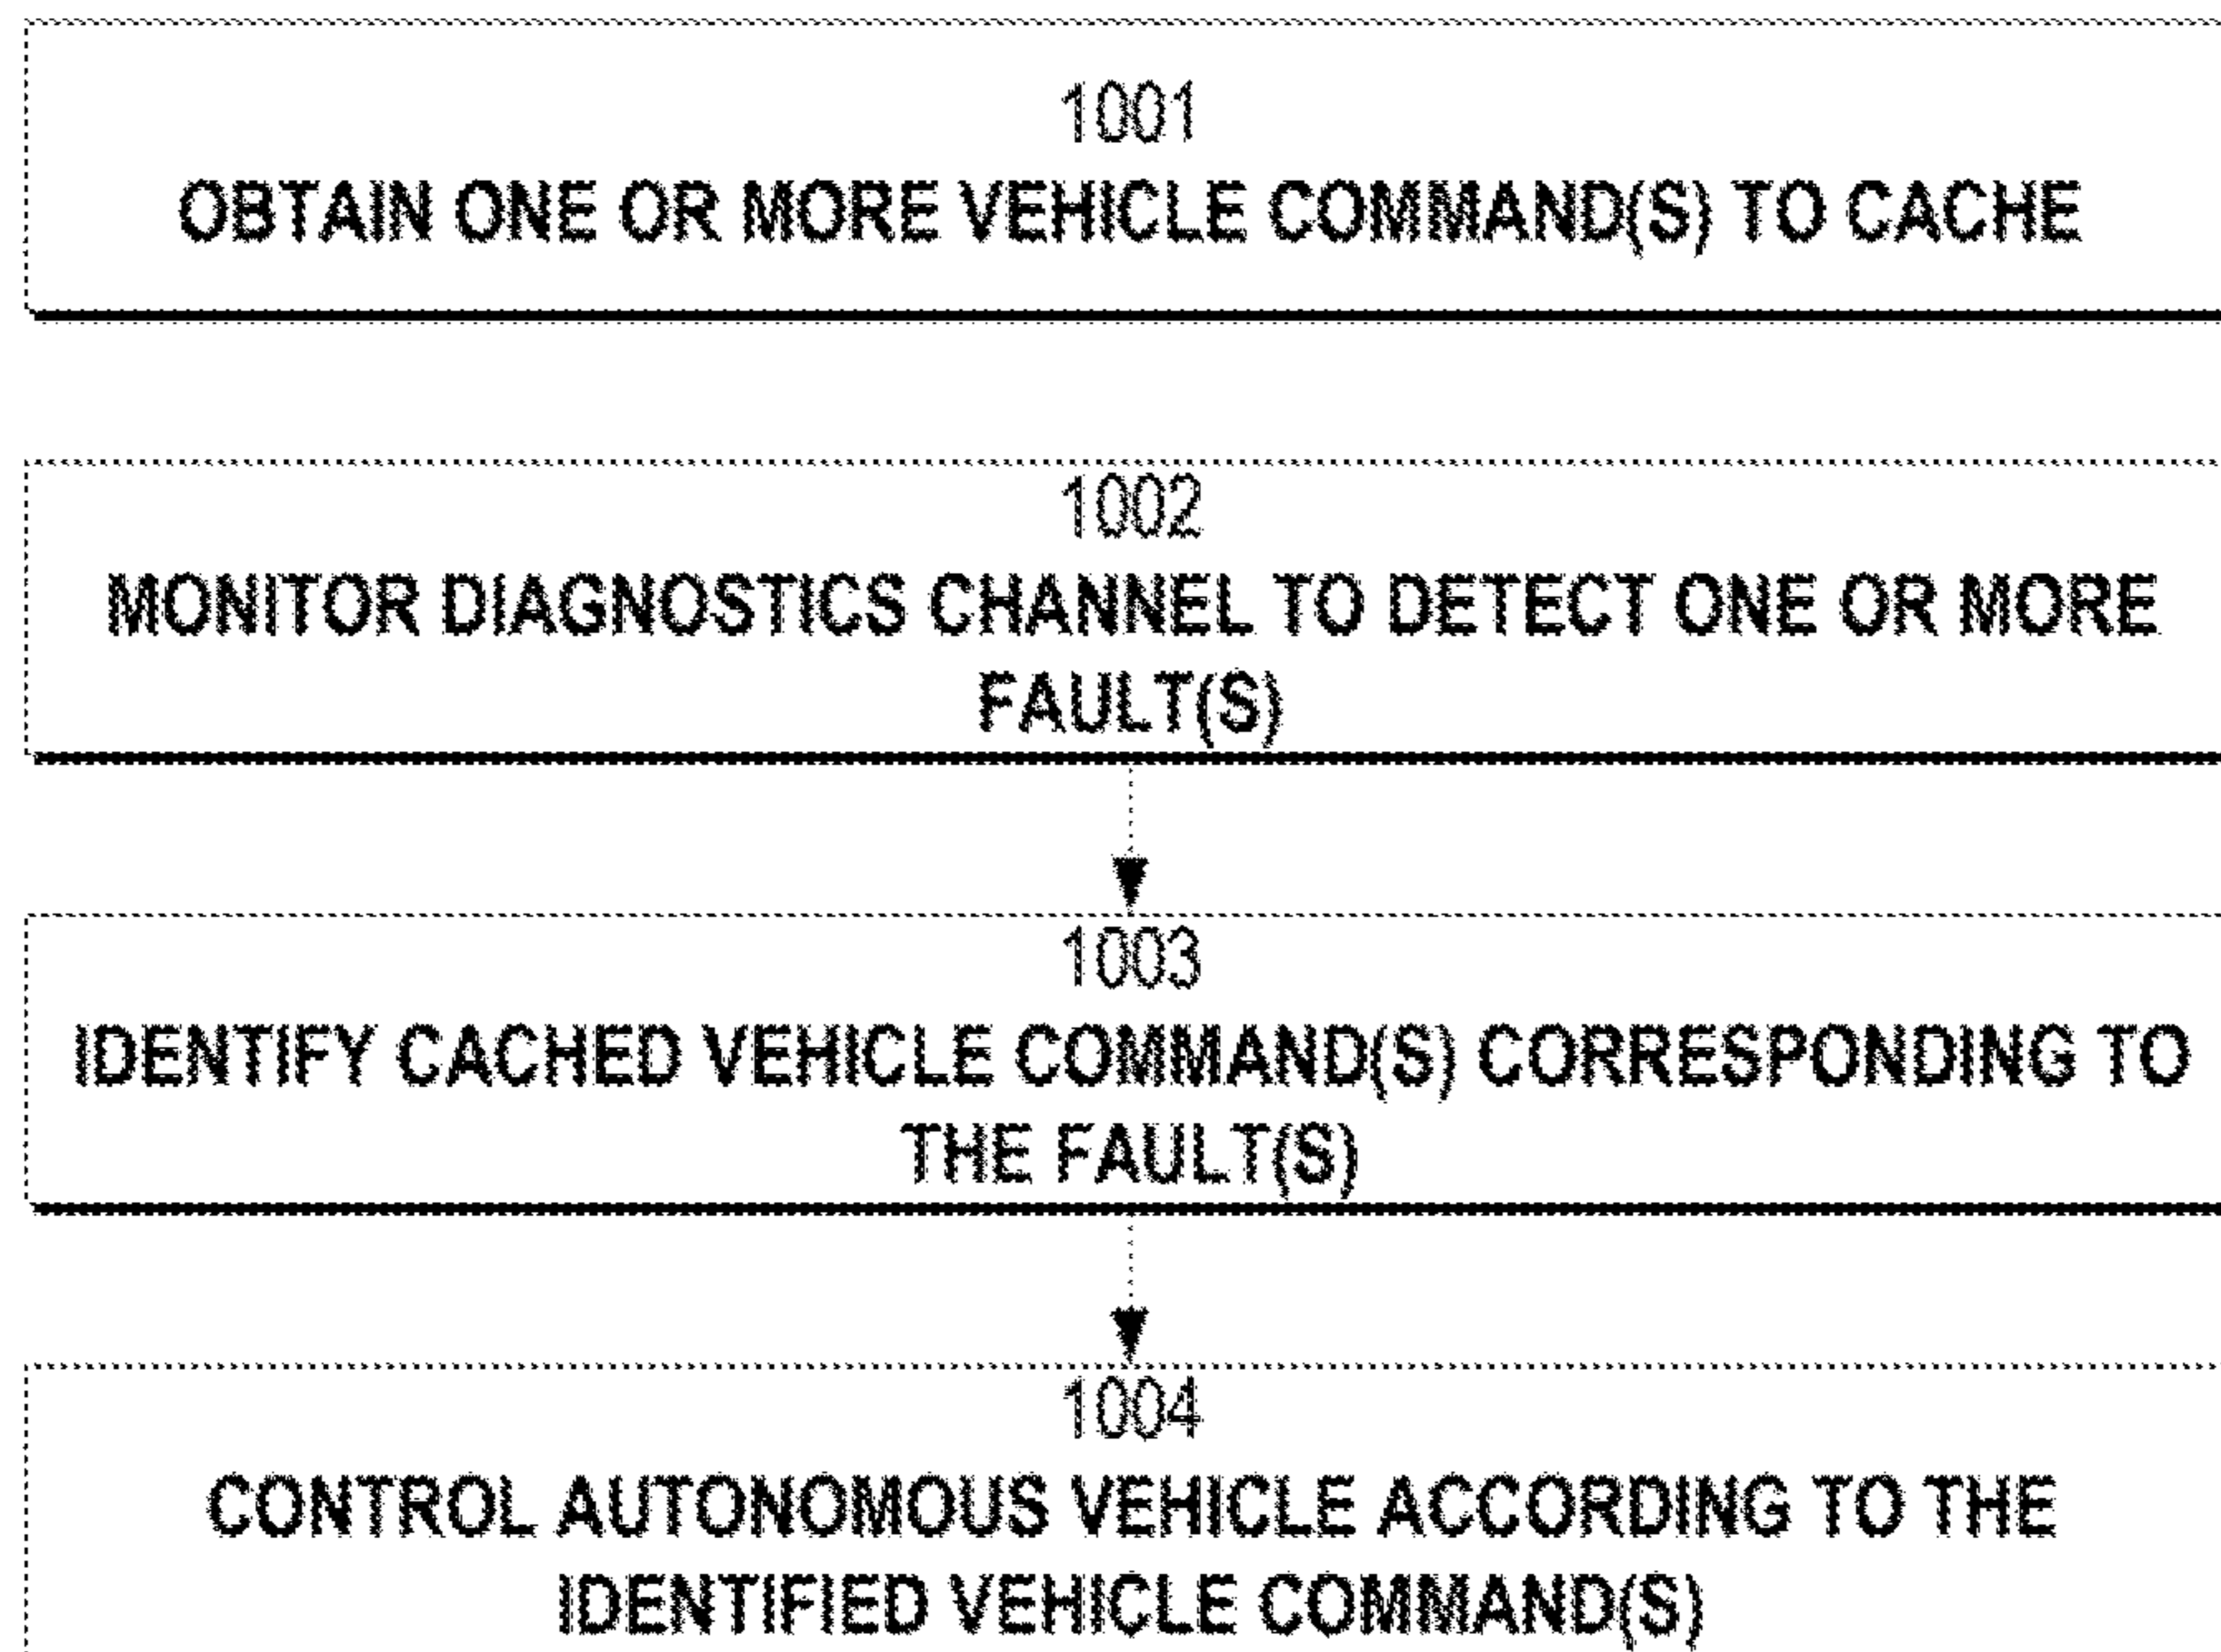 1001
OBTAIN ONE OR MORE VEHICLE COMMAND(S) TO CACHE
1002
MONITOR DIAGNOSTICS CHANNEL TO DETECT ONE OR MORE
FAULT(S)
1003
IDENTIFY CACHED VEHICLE COMMAND(S) CORRESPONDING TO
THE FAULT(S)
1004
CONTROL AUTONOMOUS VEHICLE ACCORDING TO THE
IDENTIFIED VEHICLE COMMAND(S)